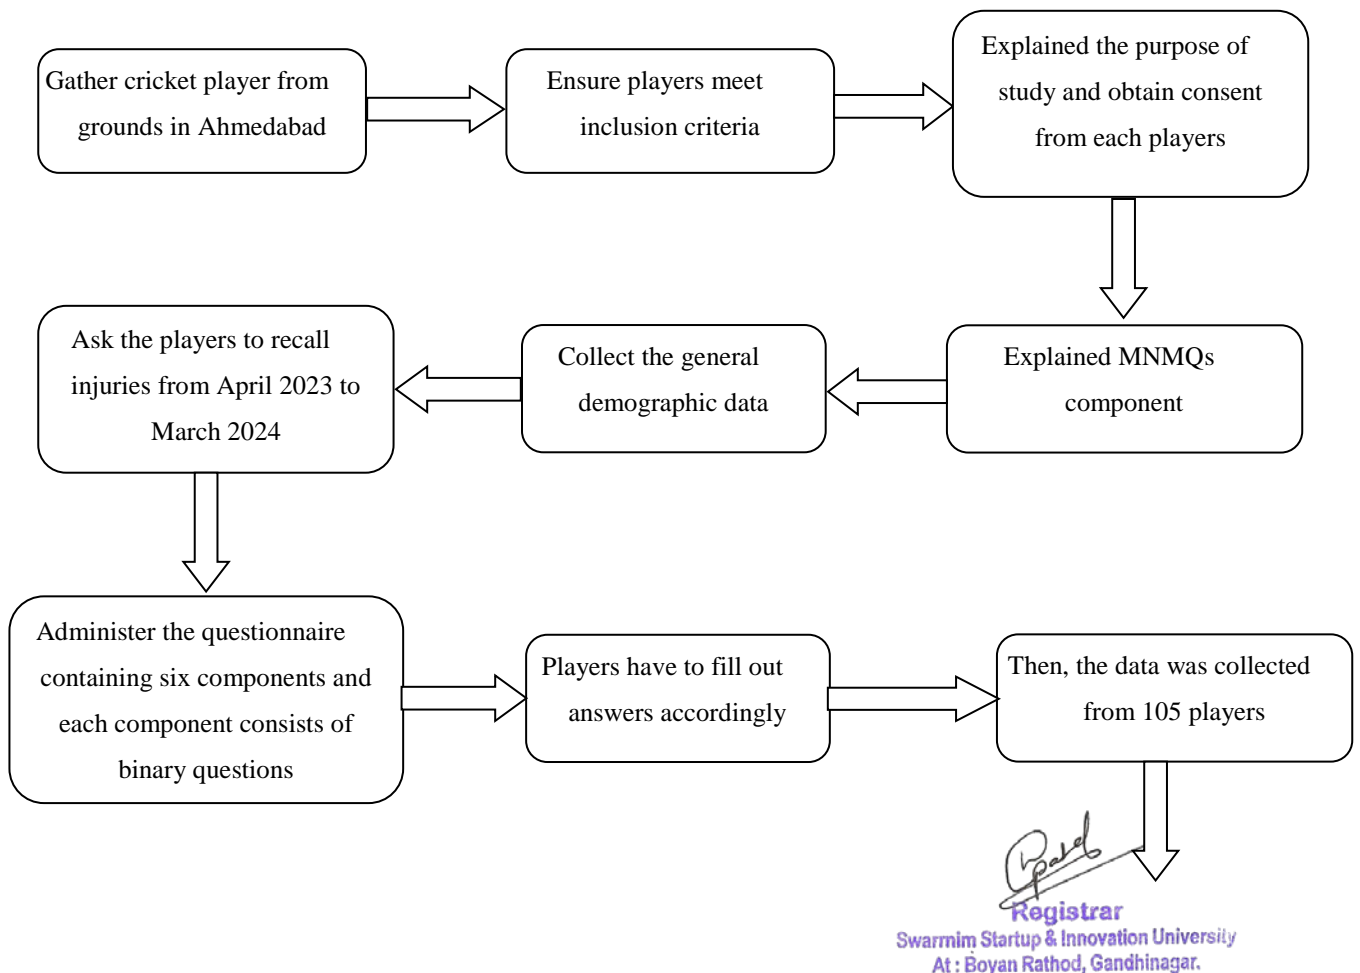 Gather cricket player from
grounds in Ahmedabad
Ensure players meet
inclusion criteria
Explained the purpose of
study and obtain consent
from each players
Explained MNMQs
component
Collect the general
demographic data
Ask the players to recall
injuries from April 2023 to
March 2024
Administer the questionnaire
containing six components and
each component consists of
binary questions
Players have to fill out
answers accordingly
Then, the data was collected
from 105 players
Registrar
Swarrnim Startup & Innovation University
At : Boyan Rathod, Gandhinagar.